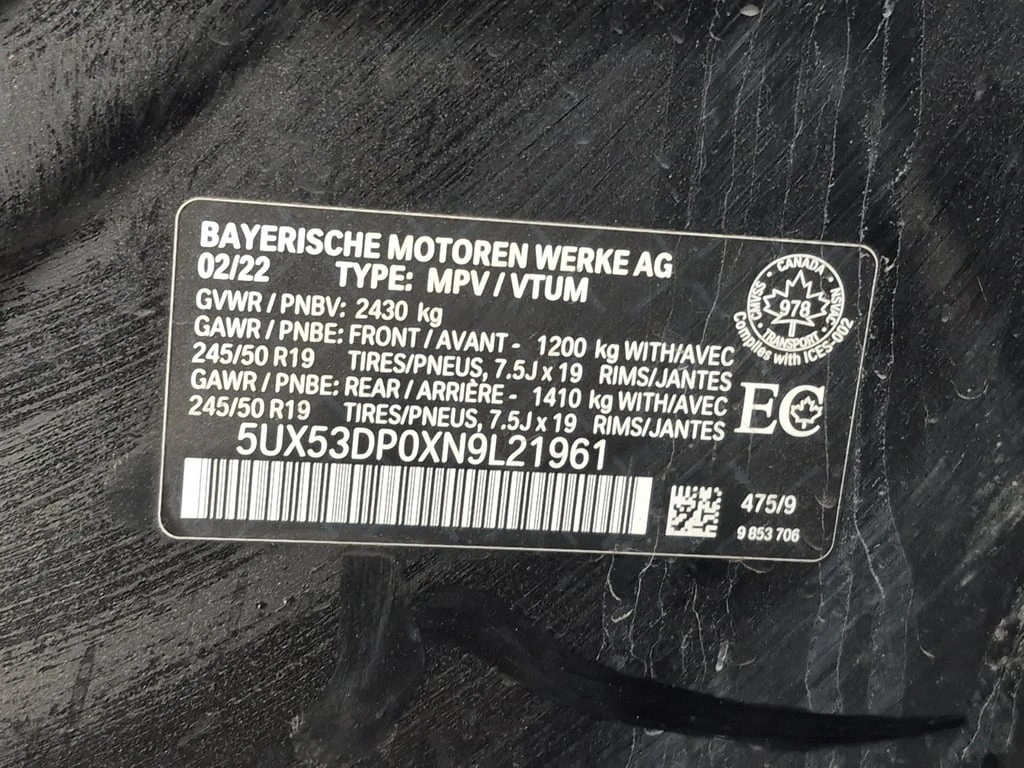 BAYERISCHE MOTOREN WERKE AG
02/22 TYPE: MPV / VTUM
GVWR / PNBV: 2430 kg
GAWR / PNBE: FRONT / AVANT - 1200 kg WITH/AVEC
245/50 R19 TIRES/PNEUS, 7.5J x 19 RIMS/JANTES
GAWR / PNBE: REAR / ARRIÈRE - 1410 kg WITH/AVEC
245/50 R19 TIRES/PNEUS, 7.5J x 19 RIMS/JANTES
5UX53DP0XN9L21961
CANADA
978
CMVSS · TRANSPORT · NSVAC
Complies with ICES-002
EC
475/9
9 853 706